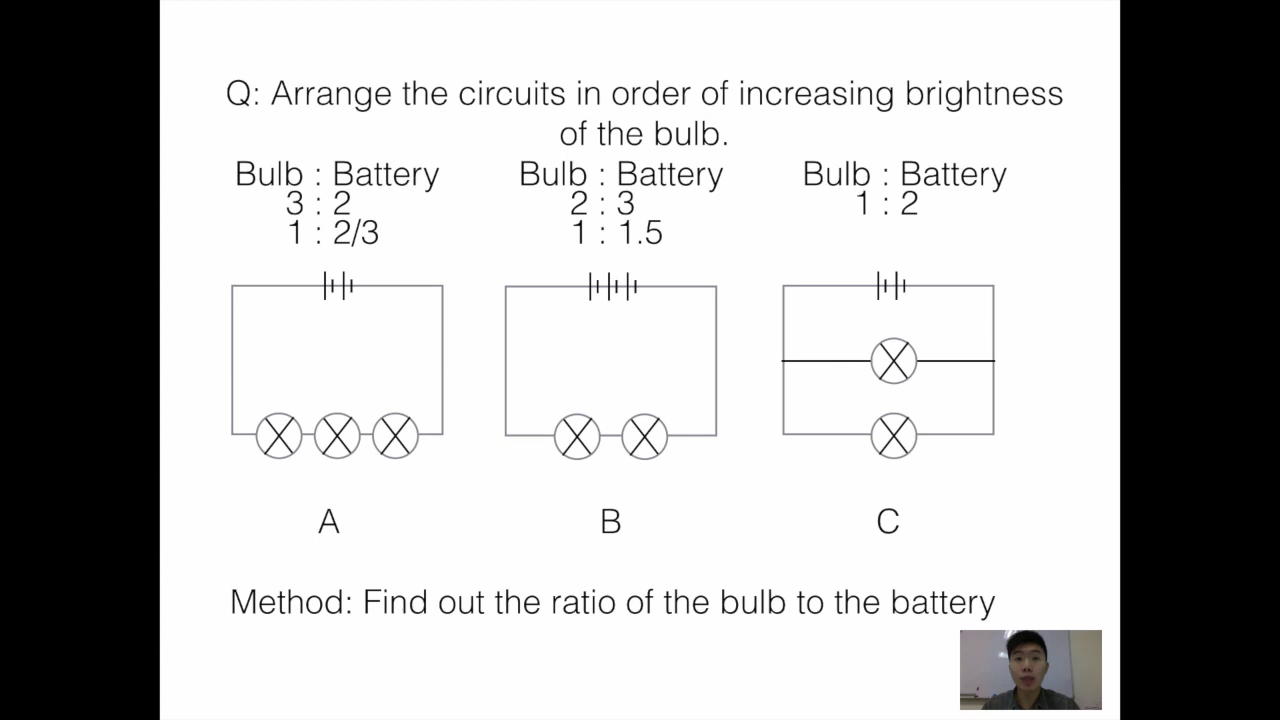 Q: Arrange the circuits in order of increasing brightness
of the bulb.
Bulb : Battery
3 : 2
1 : 2/3
Bulb : Battery
2 : 3
1 : 1.5
Bulb : Battery
1 : 2
A
B
C
Method: Find out the ratio of the bulb to the battery